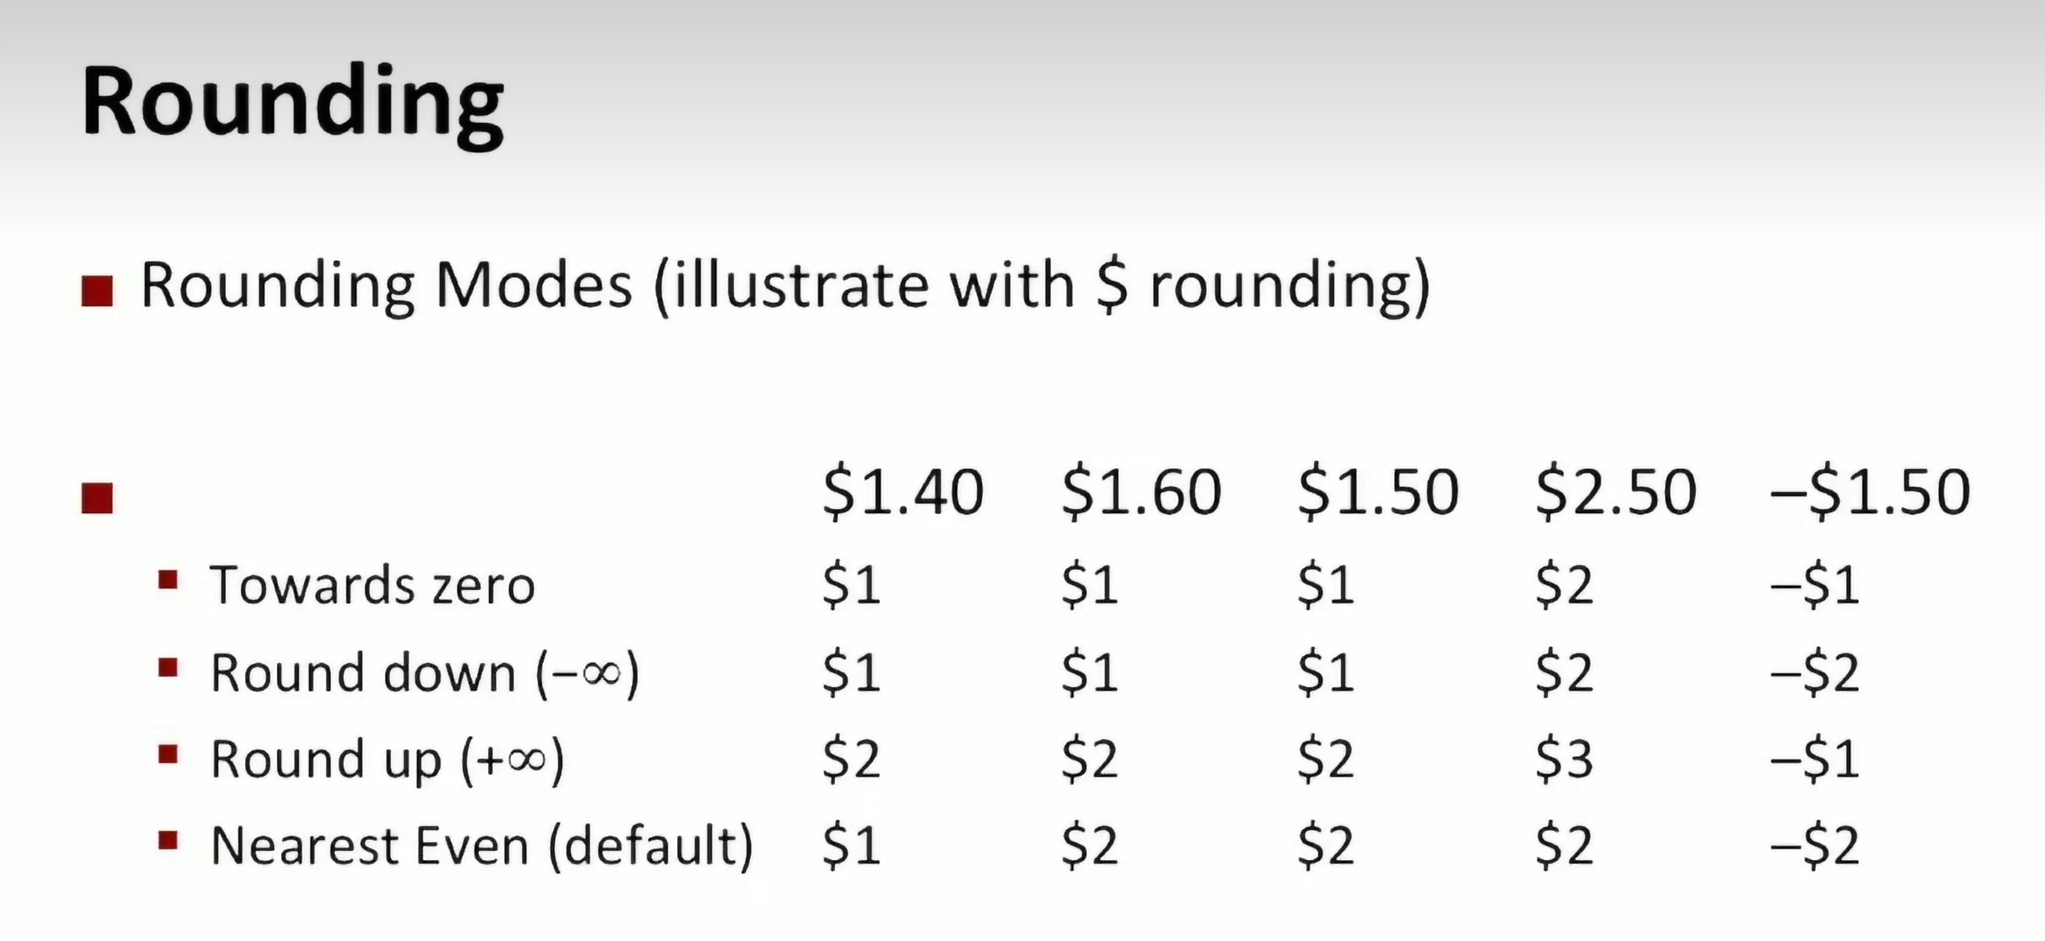 Rounding
Rounding Modes (illustrate with $ rounding)
$1.40 $1.60 $1.50 $2.50 –$1.50
Towards zero $1 $1 $1 $2 –$1
Round down (−∞) $1 $1 $1 $2 –$2
Round up (+∞) $2 $2 $2 $3 –$1
Nearest Even (default) $1 $2 $2 $2 –$2